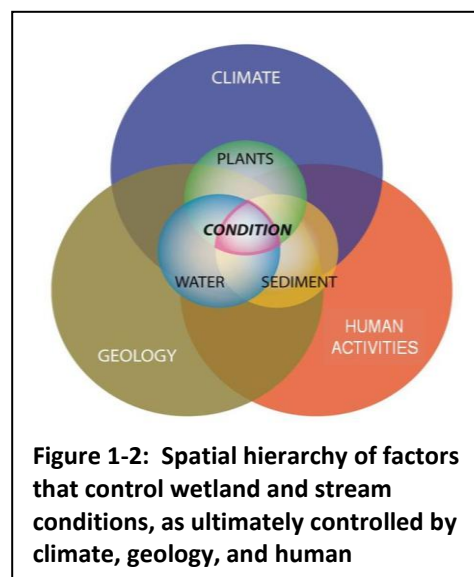 CLIMATE
PLANTS
CONDITION
WATER
SEDIMENT
GEOLOGY
HUMAN
ACTIVITIES
Figure 1-2:  Spatial hierarchy of factors
that control wetland and stream
conditions, as ultimately controlled by
climate, geology, and human